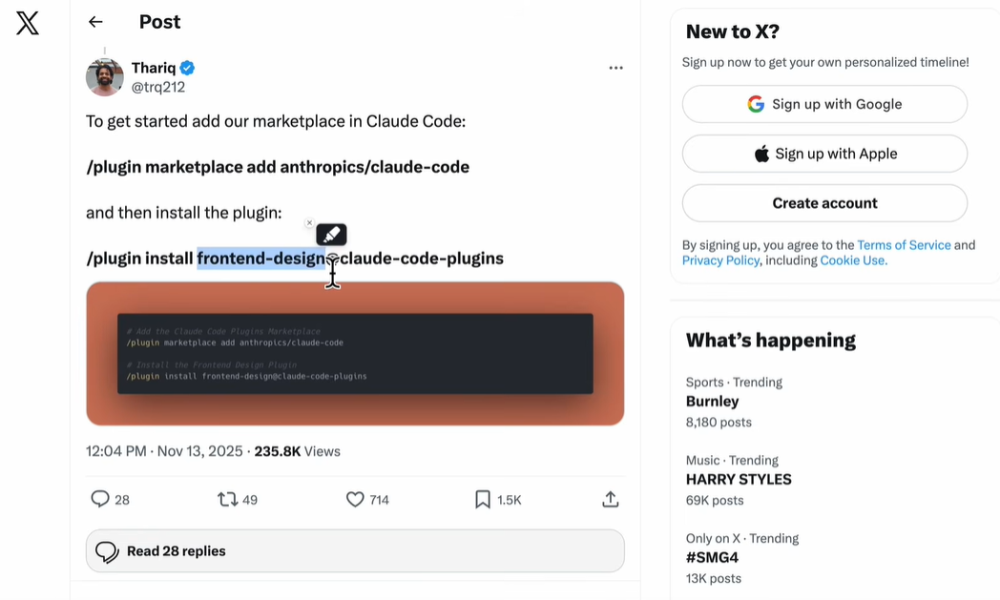 Post
Thariq
@trq212
To get started add our marketplace in Claude Code:
/plugin marketplace add anthropics/claude-code
and then install the plugin:
/plugin install frontend-design@claude-code-plugins
# Add the Claude Code Plugins Marketplace
/plugin marketplace add anthropics/claude-code
# Install the Frontend Design Plugin
/plugin install frontend-design@claude-code-plugins
12:04 PM · Nov 13, 2025 · 235.8K Views
28 49 714 1.5K
Read 28 replies
New to X?
Sign up now to get your own personalized timeline!
Sign up with Google
Sign up with Apple
Create account
By signing up, you agree to the Terms of Service and
Privacy Policy, including Cookie Use.
What's happening
Sports · Trending
Burnley
8,180 posts
Music · Trending
HARRY STYLES
69K posts
Only on X · Trending
#SMG4
13K posts